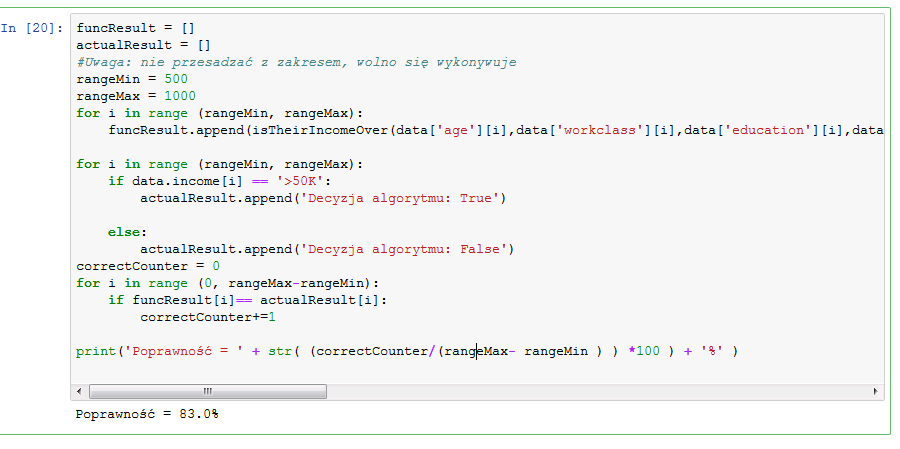 In [20]:
funcResult = []
actualResult = []
#Uwaga: nie przesadzać z zakresem, wolno się wykonywuje
rangeMin = 500
rangeMax = 1000
for i in range (rangeMin, rangeMax):
    funcResult.append(isTheirIncomeOver(data['age'][i],data['workclass'][i],data['education'][i],data
for i in range (rangeMin, rangeMax):
    if data.income[i] == '>50K':
        actualResult.append('Decyzja algorytmu: True')
    else:
        actualResult.append('Decyzja algorytmu: False')
correctCounter = 0
for i in range (0, rangeMax-rangeMin):
    if funcResult[i]== actualResult[i]:
        correctCounter+=1
print('Poprawność = ' + str( (correctCounter/(rangeMax- rangeMin ) ) *100 ) + '%' )
Poprawność = 83.0%